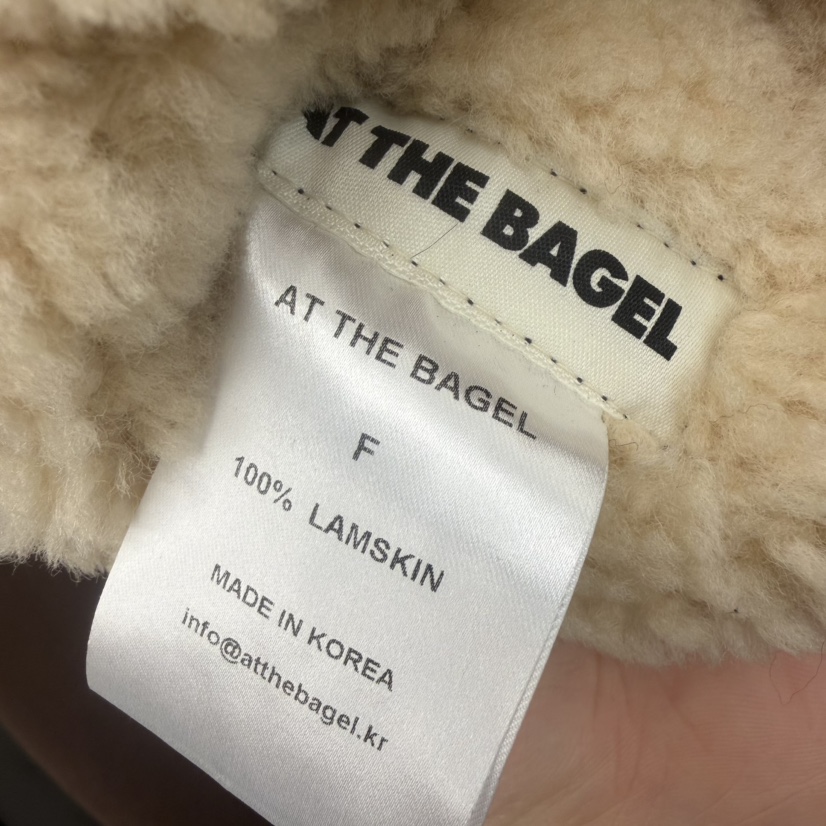 AT THE BAGEL
AT THE BAGEL
F
100% LAMSKIN
MADE IN KOREA
info@atthebagel.kr